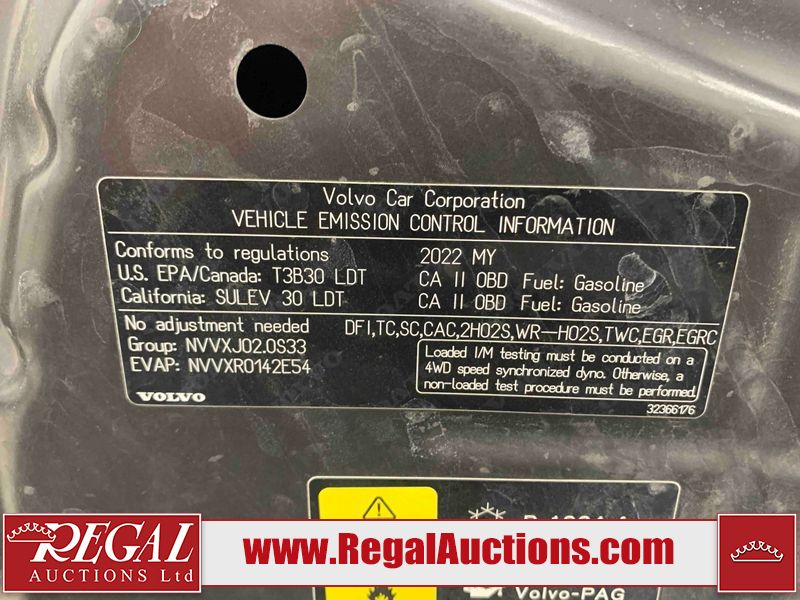 Volvo Car Corporation
VEHICLE EMISSION CONTROL INFORMATION
Conforms to regulations 2022 MY
U.S. EPA/Canada: T3B30 LDT CA II OBD Fuel: Gasoline
California: SULEV 30 LDT CA II OBD Fuel: Gasoline
No adjustment needed DFI,TC,SC,CAC,2HO2S,WR-HO2S,TWC,EGR,EGRC
Group: NVVXJ02.0S33
EVAP: NVVXR0142E54
Loaded I/M testing must be conducted on a
4WD speed synchronized dyno. Otherwise, a
non-loaded test procedure must be performed.
VOLVO
32366176
REGAL
AUCTIONS Ltd
www.RegalAuctions.com
Volvo-PAG